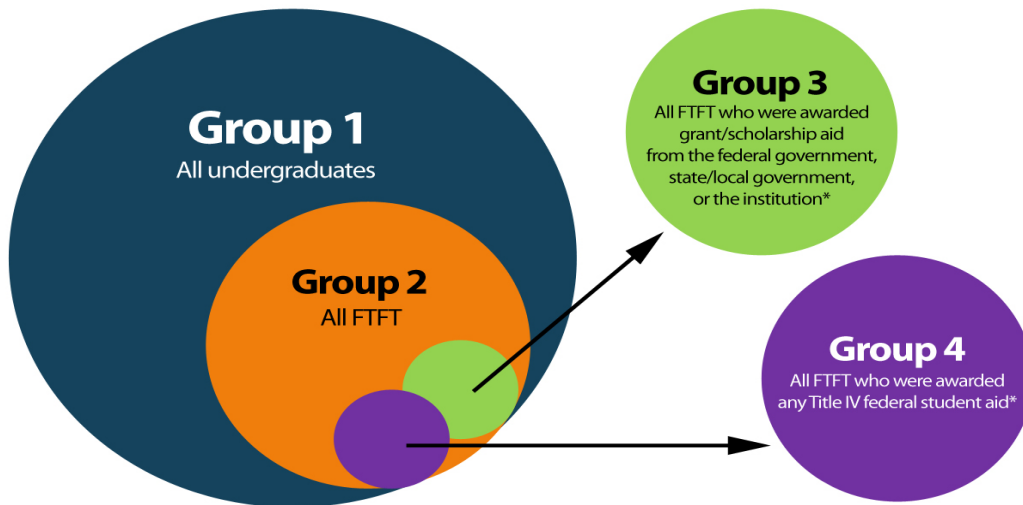 Group 1
All undergraduates
Group 2
All FTFT
Group 3
All FTFT who were awarded
grant/scholarship aid
from the federal government,
state/local government,
or the institution*
Group 4
All FTFT who were awarded
any Title IV federal student aid*